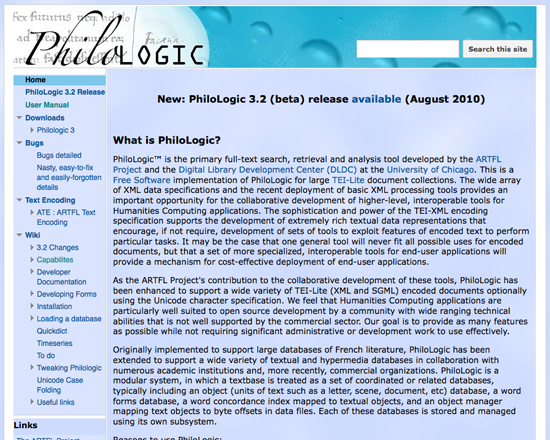 Philologic
Search this site
Home
PhiloLogic 3.2 Release
User Manual
Downloads
Philologic 3
Bugs
Bugs detailed
Nasty, easy-to-fix
and easily-forgotten
details
Text Encoding
ATE : ARTFL Text
Encoding
Wiki
3.2 Changes
Capabilites
Developer
Documentation
Developing Forms
Installation
Loading a database
Quickdict
Timeseries
To do
Tweaking Philologic
Unicode Case
Folding
Useful links
Links
New: PhiloLogic 3.2 (beta) release available (August 2010)
What is PhiloLogic?
PhiloLogic™ is the primary full-text search, retrieval and analysis tool developed by the ARTFL
Project and the Digital Library Development Center (DLDC) at the University of Chicago. This is a
Free Software implementation of PhiloLogic for large TEI-Lite document collections. The wide array
of XML data specifications and the recent deployment of basic XML processing tools provides an
important opportunity for the collaborative development of higher-level, interoperable tools for
Humanities Computing applications. The sophistication and power of the TEI-XML encoding
specification supports the development of extremely rich textual data representations that
encourage, if not require, development of sets of tools to exploit features of encoded text to perform
particular tasks. It may be the case that one general tool will never fit all possible uses for encoded
documents, but that a set of more specialized, interoperable tools for end-user applications will
provide a mechanism for cost-effective deployment of end-user applications.
As the ARTFL Project's contribution to the collaborative development of these tools, PhiloLogic has
been enhanced to support a wide variety of TEI-Lite (XML and SGML) encoded documents optionally
using the Unicode character specification. We feel that Humanities Computing applications are
particularly well suited to open source development by a community with wide ranging technical
abilities that is not well supported by the commercial sector. Our goal is to provide as many features
as possible while not requiring significant administrative or development work to use effectively.
Originally implemented to support large databases of French literature, PhiloLogic has been
extended to support a wide variety of textual and hypermedia databases in collaboration with
numerous academic institutions and, more recently, commercial organizations. PhiloLogic is a
modular system, in which a textbase is treated as a set of coordinated or related databases,
typically including an object (units of text such as a letter, scene, document, etc) database, a word
forms database, a word concordance index mapped to textual objects, and an object manager
mapping text objects to byte offsets in data files. Each of these databases is stored and managed
using its own subsystem.
Reasons to use PhiloLogic: